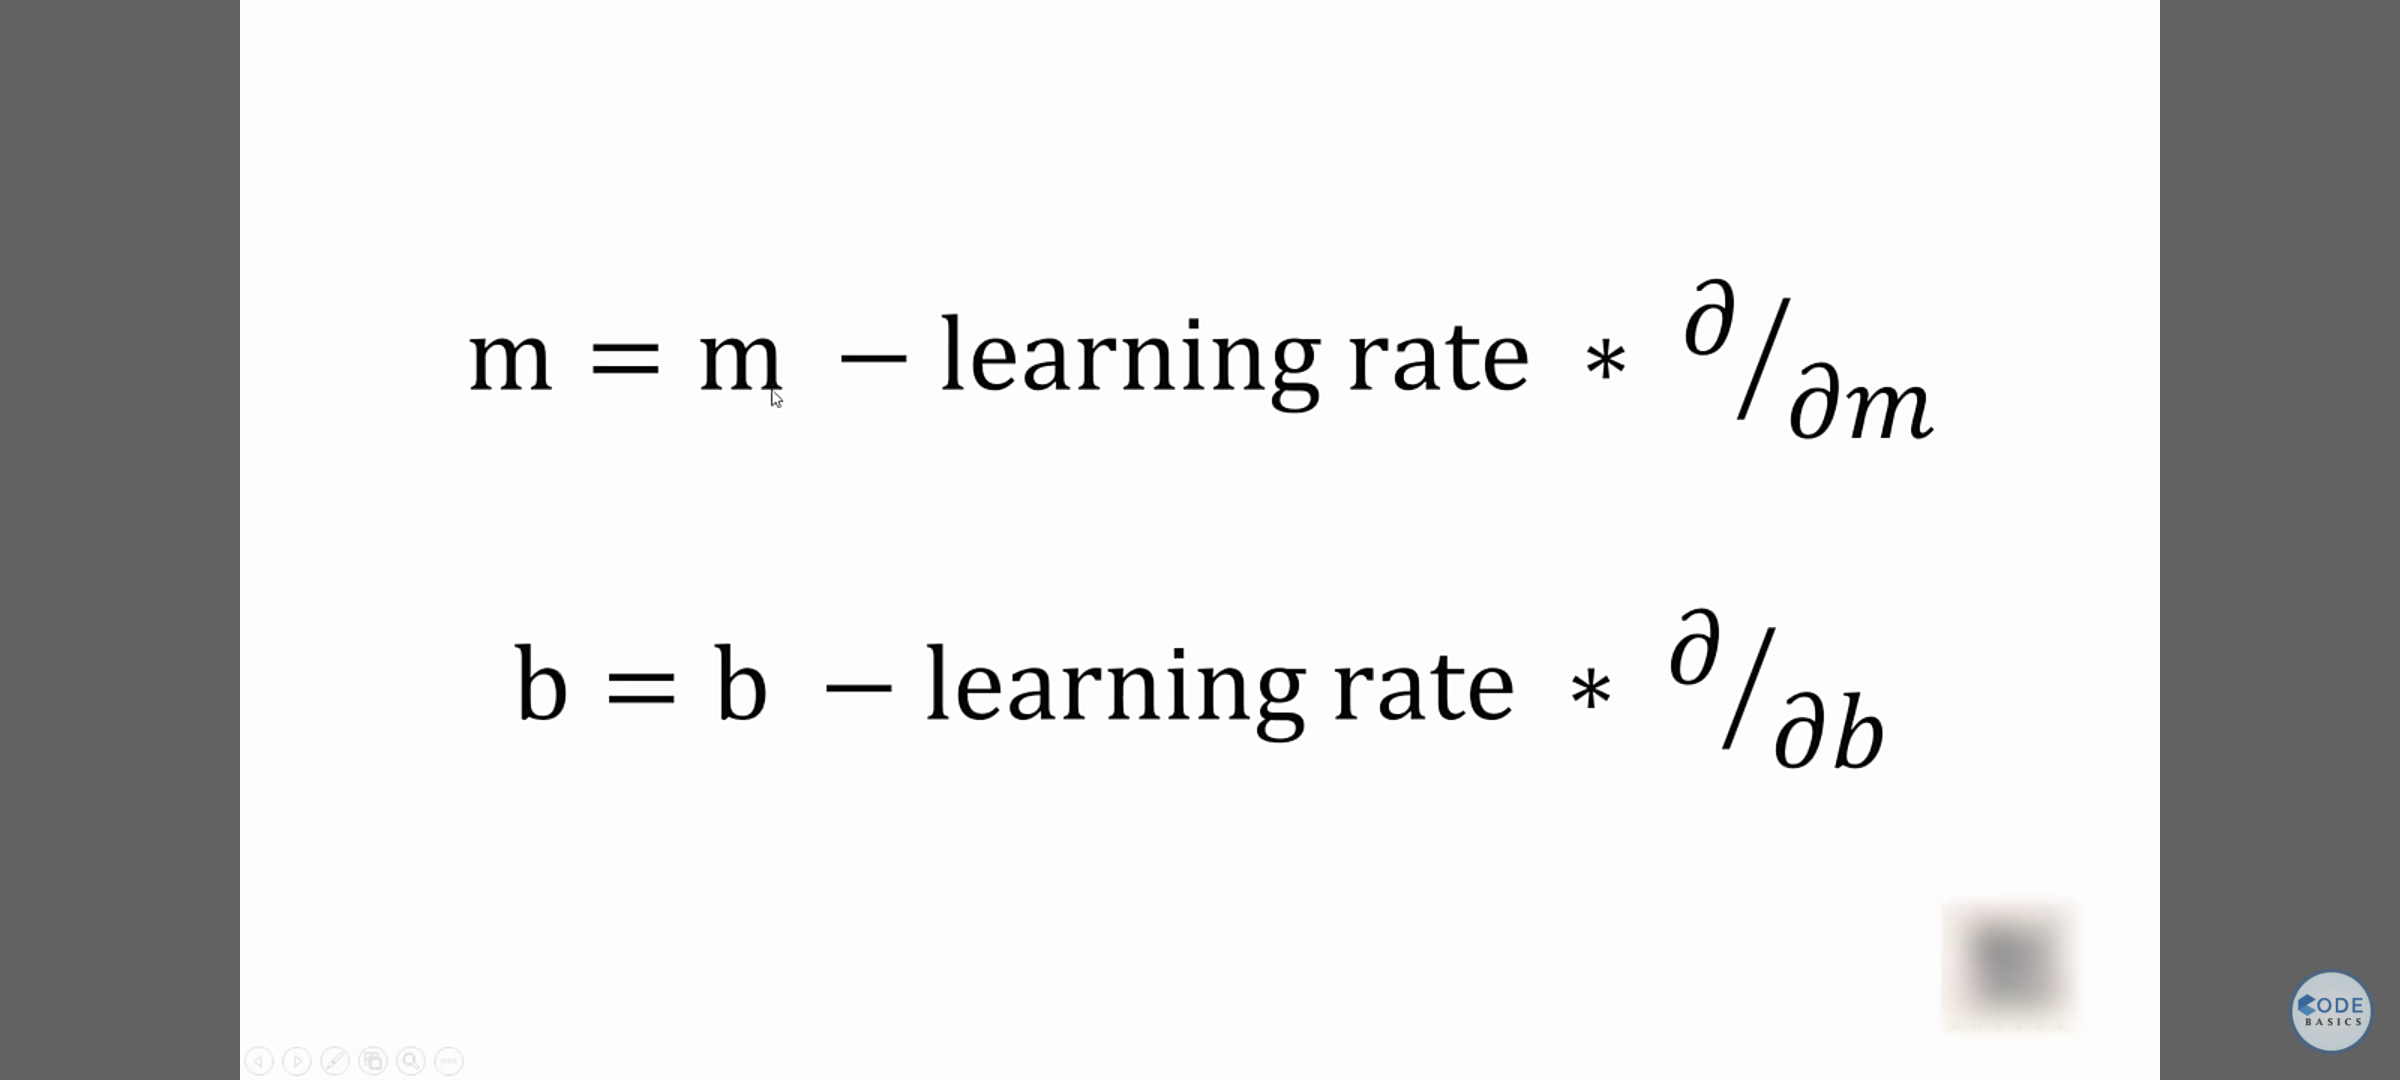 m = m − learning rate * ∂/∂m
b = b − learning rate * ∂/∂b
CODE
BASICS